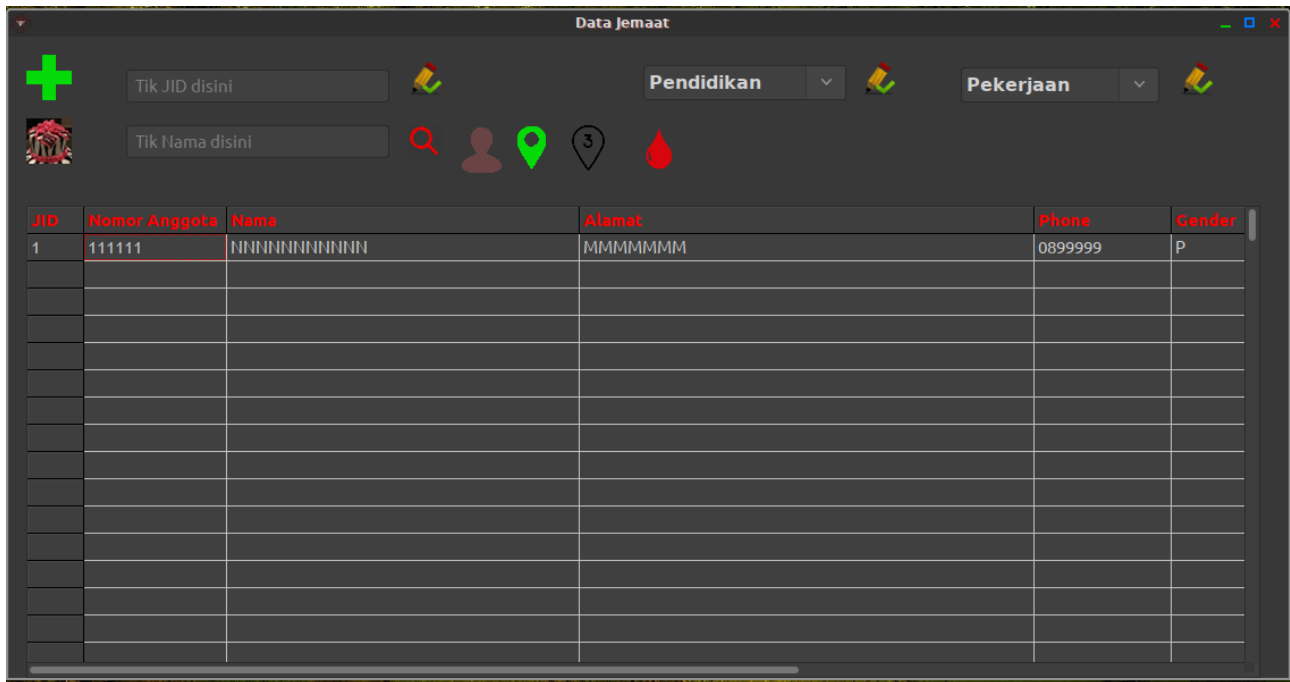 Data Jemaat
Tik JID disini
Pendidikan
Pekerjaan
Tik Nama disini
3
JID Nomor Anggota Nama Alamat Phone Gender
1 111111 NNNNNNNNNNN MMMMMMM 0899999 P